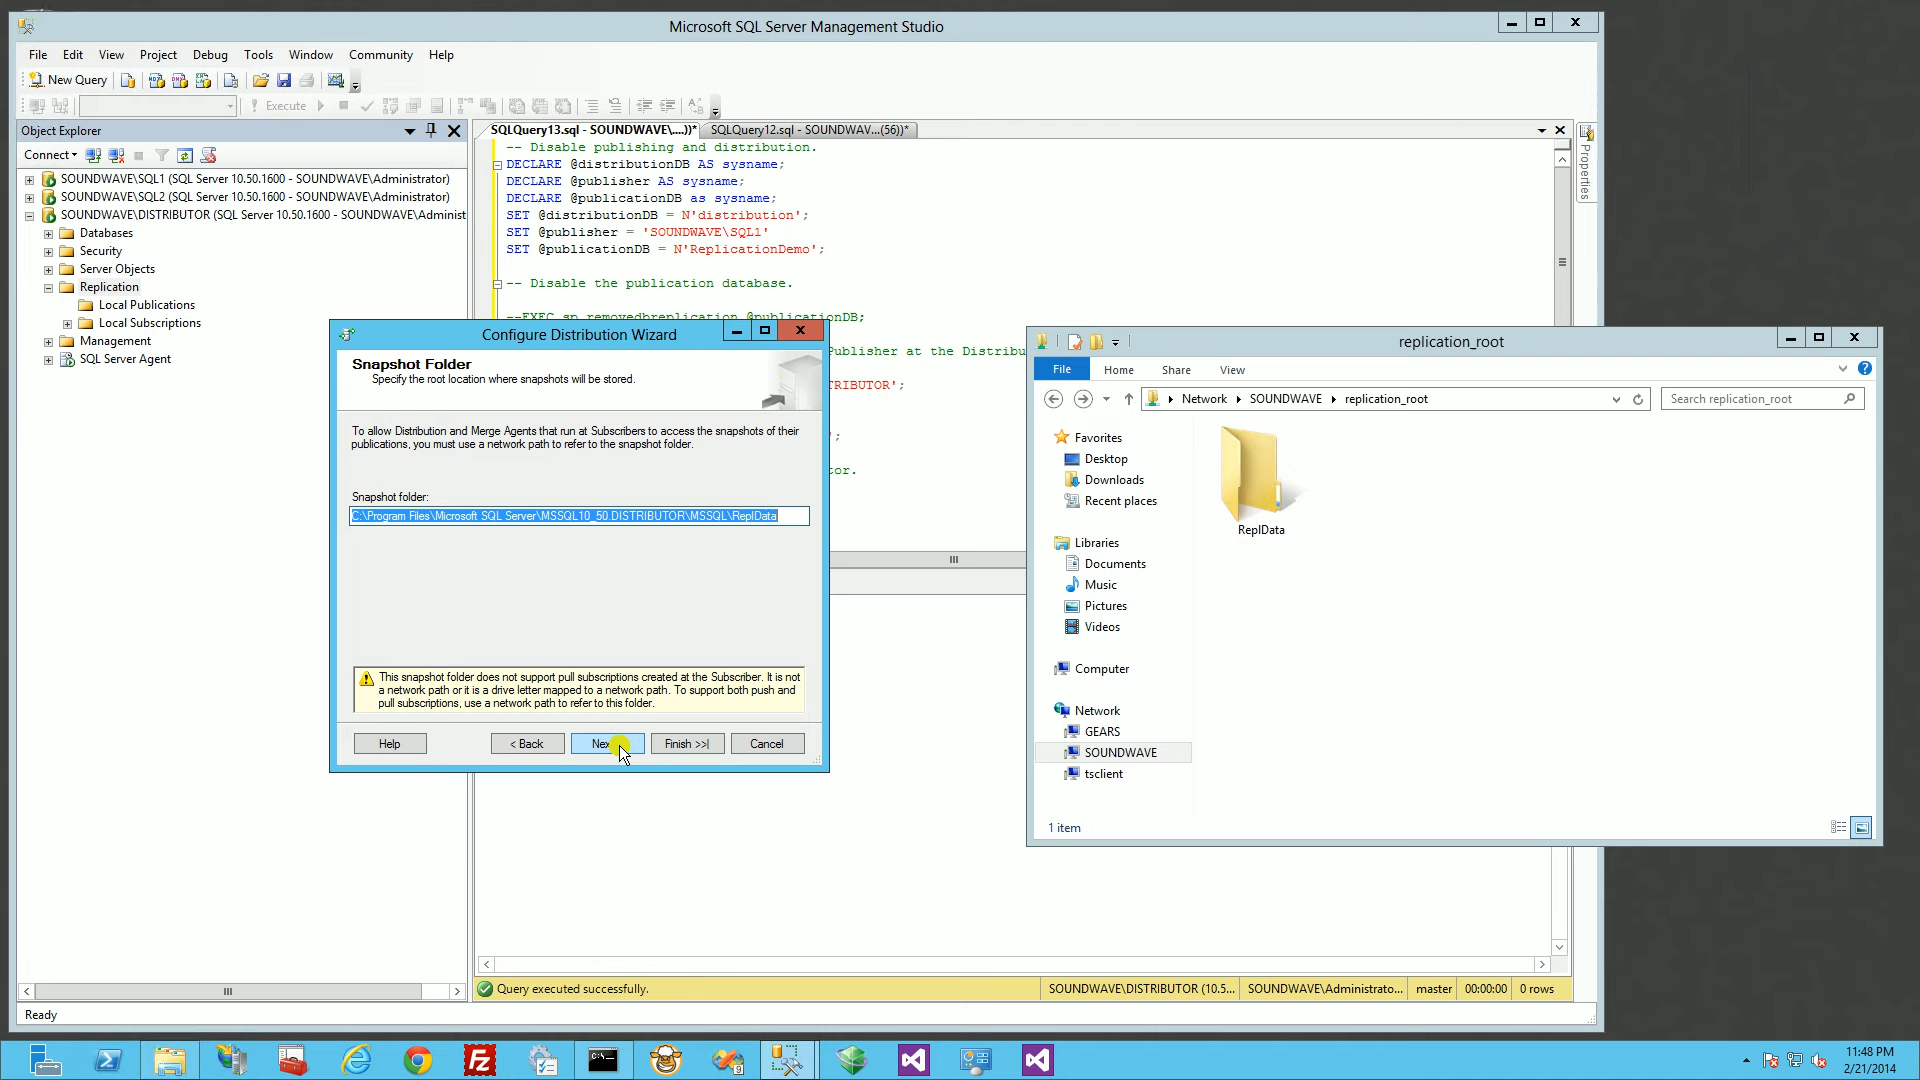 Microsoft SQL Server Management Studio
File Edit View Project Debug Tools Window Community Help
New Query
Execute
Object Explorer
Connect
SOUNDWAVE\SQL1 (SQL Server 10.50.1600 - SOUNDWAVE\Administrator)
SOUNDWAVE\SQL2 (SQL Server 10.50.1600 - SOUNDWAVE\Administrator)
SOUNDWAVE\DISTRIBUTOR (SQL Server 10.50.1600 - SOUNDWAVE\Administ
Databases
Security
Server Objects
Replication
Local Publications
Local Subscriptions
Management
SQL Server Agent
SQLQuery13.sql - SOUNDWAVE\....))* SQLQuery12.sql - SOUNDWAV...(56))*
-- Disable publishing and distribution.
DECLARE @distributionDB AS sysname;
DECLARE @publisher AS sysname;
DECLARE @publicationDB as sysname;
SET @distributionDB = N'distribution';
SET @publisher = 'SOUNDWAVE\SQL1'
SET @publicationDB = N'ReplicationDemo';
-- Disable the publication database.
--EXEC sp_removedbreplication @publicationDB;
Publisher at the Distribu
TRIBUTOR';
;
tor.
Properties
Configure Distribution Wizard
Snapshot Folder
Specify the root location where snapshots will be stored.
To allow Distribution and Merge Agents that run at Subscribers to access the snapshots of their
publications, you must use a network path to refer to the snapshot folder.
Snapshot folder:
C:\Program Files\Microsoft SQL Server\MSSQL10_50.DISTRIBUTOR\MSSQL\ReplData
This snapshot folder does not support pull subscriptions created at the Subscriber. It is not
a network path or it is a drive letter mapped to a network path. To support both push and
pull subscriptions, use a network path to refer to this folder.
Help < Back Nex Finish >>| Cancel
replication_root
File Home Share View
Network SOUNDWAVE replication_root
Search replication_root
Favorites
Desktop
Downloads
Recent places
Libraries
Documents
Music
Pictures
Videos
Computer
Network
GEARS
SOUNDWAVE
tsclient
ReplData
1 item
Query executed successfully. SOUNDWAVE\DISTRIBUTOR (10.5... SOUNDWAVE\Administrato... master 00:00:00 0 rows
Ready
11:48 PM
2/21/2014